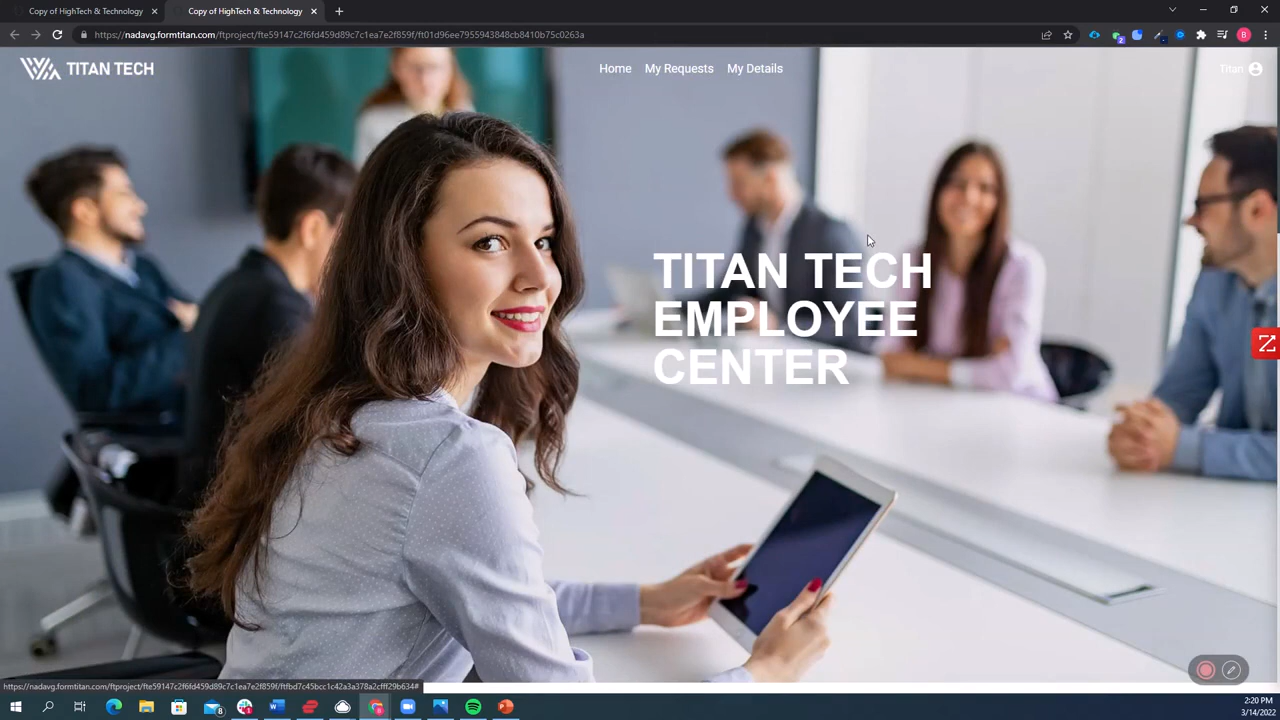 Copy of HighTech & Technology
Copy of HighTech & Technology
https://nadavg.formtitan.com/ftproject/fte59147c2f6fd459d89c7c1ea7e2f859f/ft01d96ee7955943848cb8410b75c0263a
2
B
TITAN TECH
Home
My Requests
My Details
Titan
TITAN TECH
EMPLOYEE
CENTER
https://nadavg.formtitan.com/ftproject/fte59147c2f6fd459d89c7c1ea7e2f859f/ftfbd7c45bcc1c42a3a378a2cfff29b634#
2:20 PM
3/14/2022